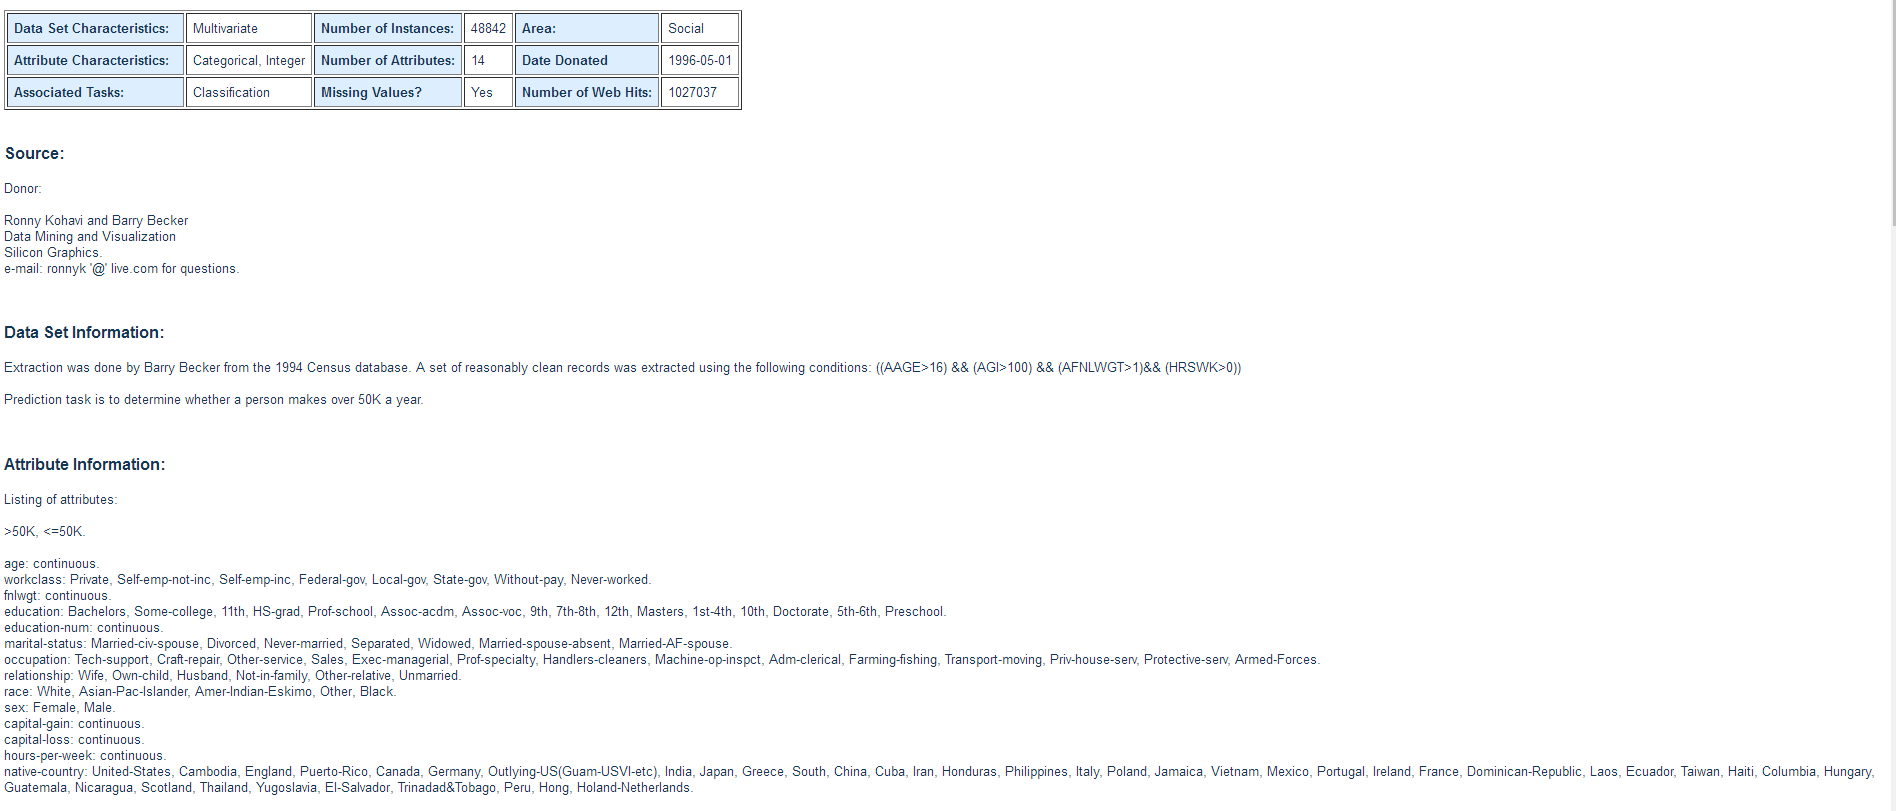 Data Set Characteristics: Multivariate Number of Instances: 48842 Area: Social
Attribute Characteristics: Categorical, Integer Number of Attributes: 14 Date Donated 1996-05-01
Associated Tasks: Classification Missing Values? Yes Number of Web Hits: 1027037
Source:
Donor:
Ronny Kohavi and Barry Becker
Data Mining and Visualization
Silicon Graphics.
e-mail: ronnyk '@' live.com for questions.
Data Set Information:
Extraction was done by Barry Becker from the 1994 Census database. A set of reasonably clean records was extracted using the following conditions: ((AAGE>16) && (AGI>100) && (AFNLWGT>1)&& (HRSWK>0))
Prediction task is to determine whether a person makes over 50K a year.
Attribute Information:
Listing of attributes:
>50K, <=50K.
age: continuous.
workclass: Private, Self-emp-not-inc, Self-emp-inc, Federal-gov, Local-gov, State-gov, Without-pay, Never-worked.
fnlwgt: continuous.
education: Bachelors, Some-college, 11th, HS-grad, Prof-school, Assoc-acdm, Assoc-voc, 9th, 7th-8th, 12th, Masters, 1st-4th, 10th, Doctorate, 5th-6th, Preschool.
education-num: continuous.
marital-status: Married-civ-spouse, Divorced, Never-married, Separated, Widowed, Married-spouse-absent, Married-AF-spouse.
occupation: Tech-support, Craft-repair, Other-service, Sales, Exec-managerial, Prof-specialty, Handlers-cleaners, Machine-op-inspct, Adm-clerical, Farming-fishing, Transport-moving, Priv-house-serv, Protective-serv, Armed-Forces.
relationship: Wife, Own-child, Husband, Not-in-family, Other-relative, Unmarried.
race: White, Asian-Pac-Islander, Amer-Indian-Eskimo, Other, Black.
sex: Female, Male.
capital-gain: continuous.
capital-loss: continuous.
hours-per-week: continuous.
native-country: United-States, Cambodia, England, Puerto-Rico, Canada, Germany, Outlying-US(Guam-USVI-etc), India, Japan, Greece, South, China, Cuba, Iran, Honduras, Philippines, Italy, Poland, Jamaica, Vietnam, Mexico, Portugal, Ireland, France, Dominican-Republic, Laos, Ecuador, Taiwan, Haiti, Columbia, Hungary,
Guatemala, Nicaragua, Scotland, Thailand, Yugoslavia, El-Salvador, Trinadad&Tobago, Peru, Hong, Holand-Netherlands.